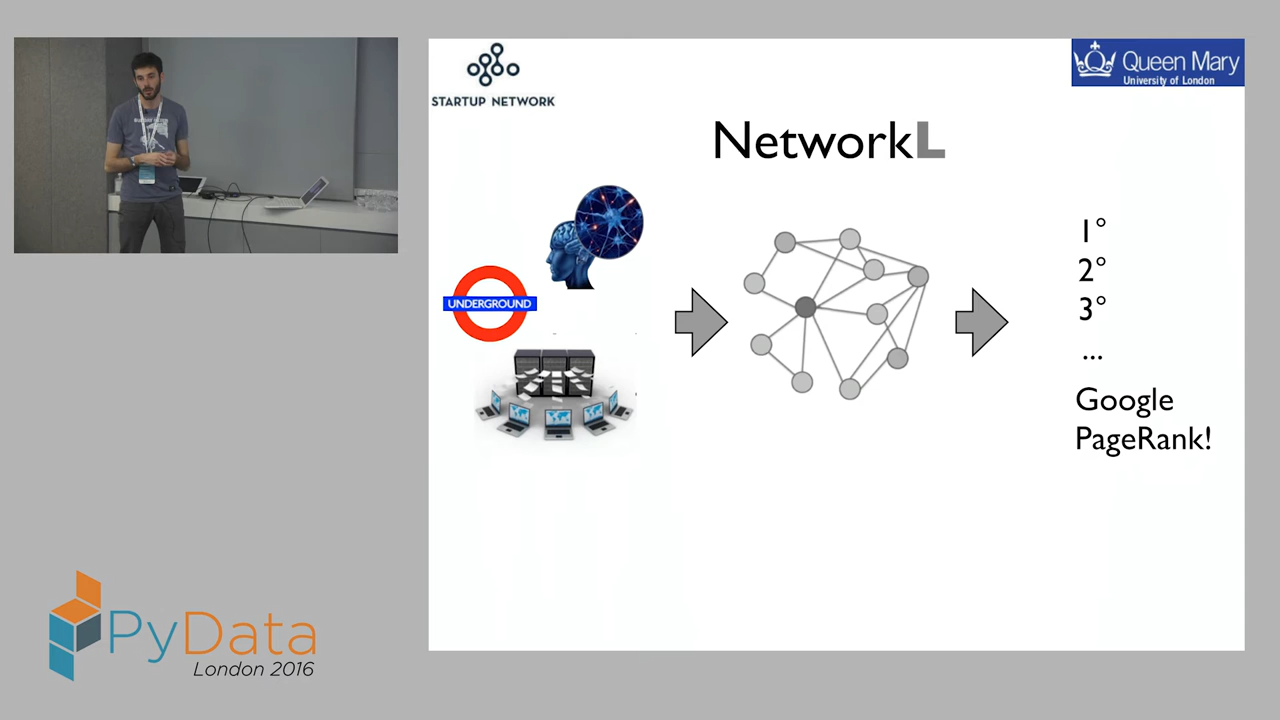 STARTUP NETWORK
Queen Mary
University of London
NetworkL
UNDERGROUND
1°
2°
3°
...
Google
PageRank!
PyData
London 2016